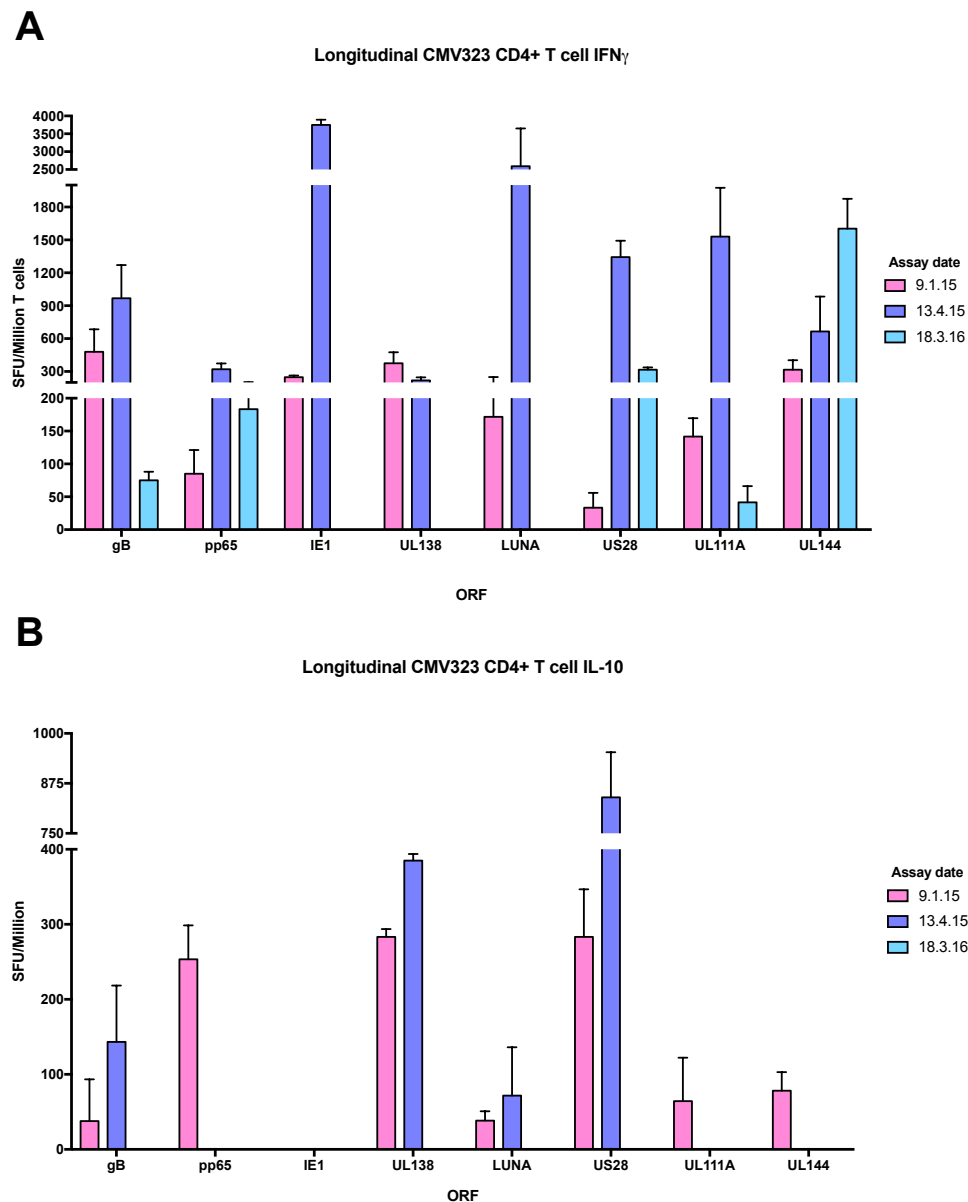 A
Longitudinal CMV323 CD4+ T cell IFNγ
SFU/Million T cells
4000
3500
3000
2500
1800
1500
1200
900
600
300
200
150
100
50
0
gB pp65 IE1 UL138 LUNA US28 UL111A UL144
ORF
Assay date
9.1.15
13.4.15
18.3.16
B
Longitudinal CMV323 CD4+ T cell IL-10
SFU/Million
1000
875
750
400
300
200
100
0
gB pp65 IE1 UL138 LUNA US28 UL111A UL144
ORF
Assay date
9.1.15
13.4.15
18.3.16